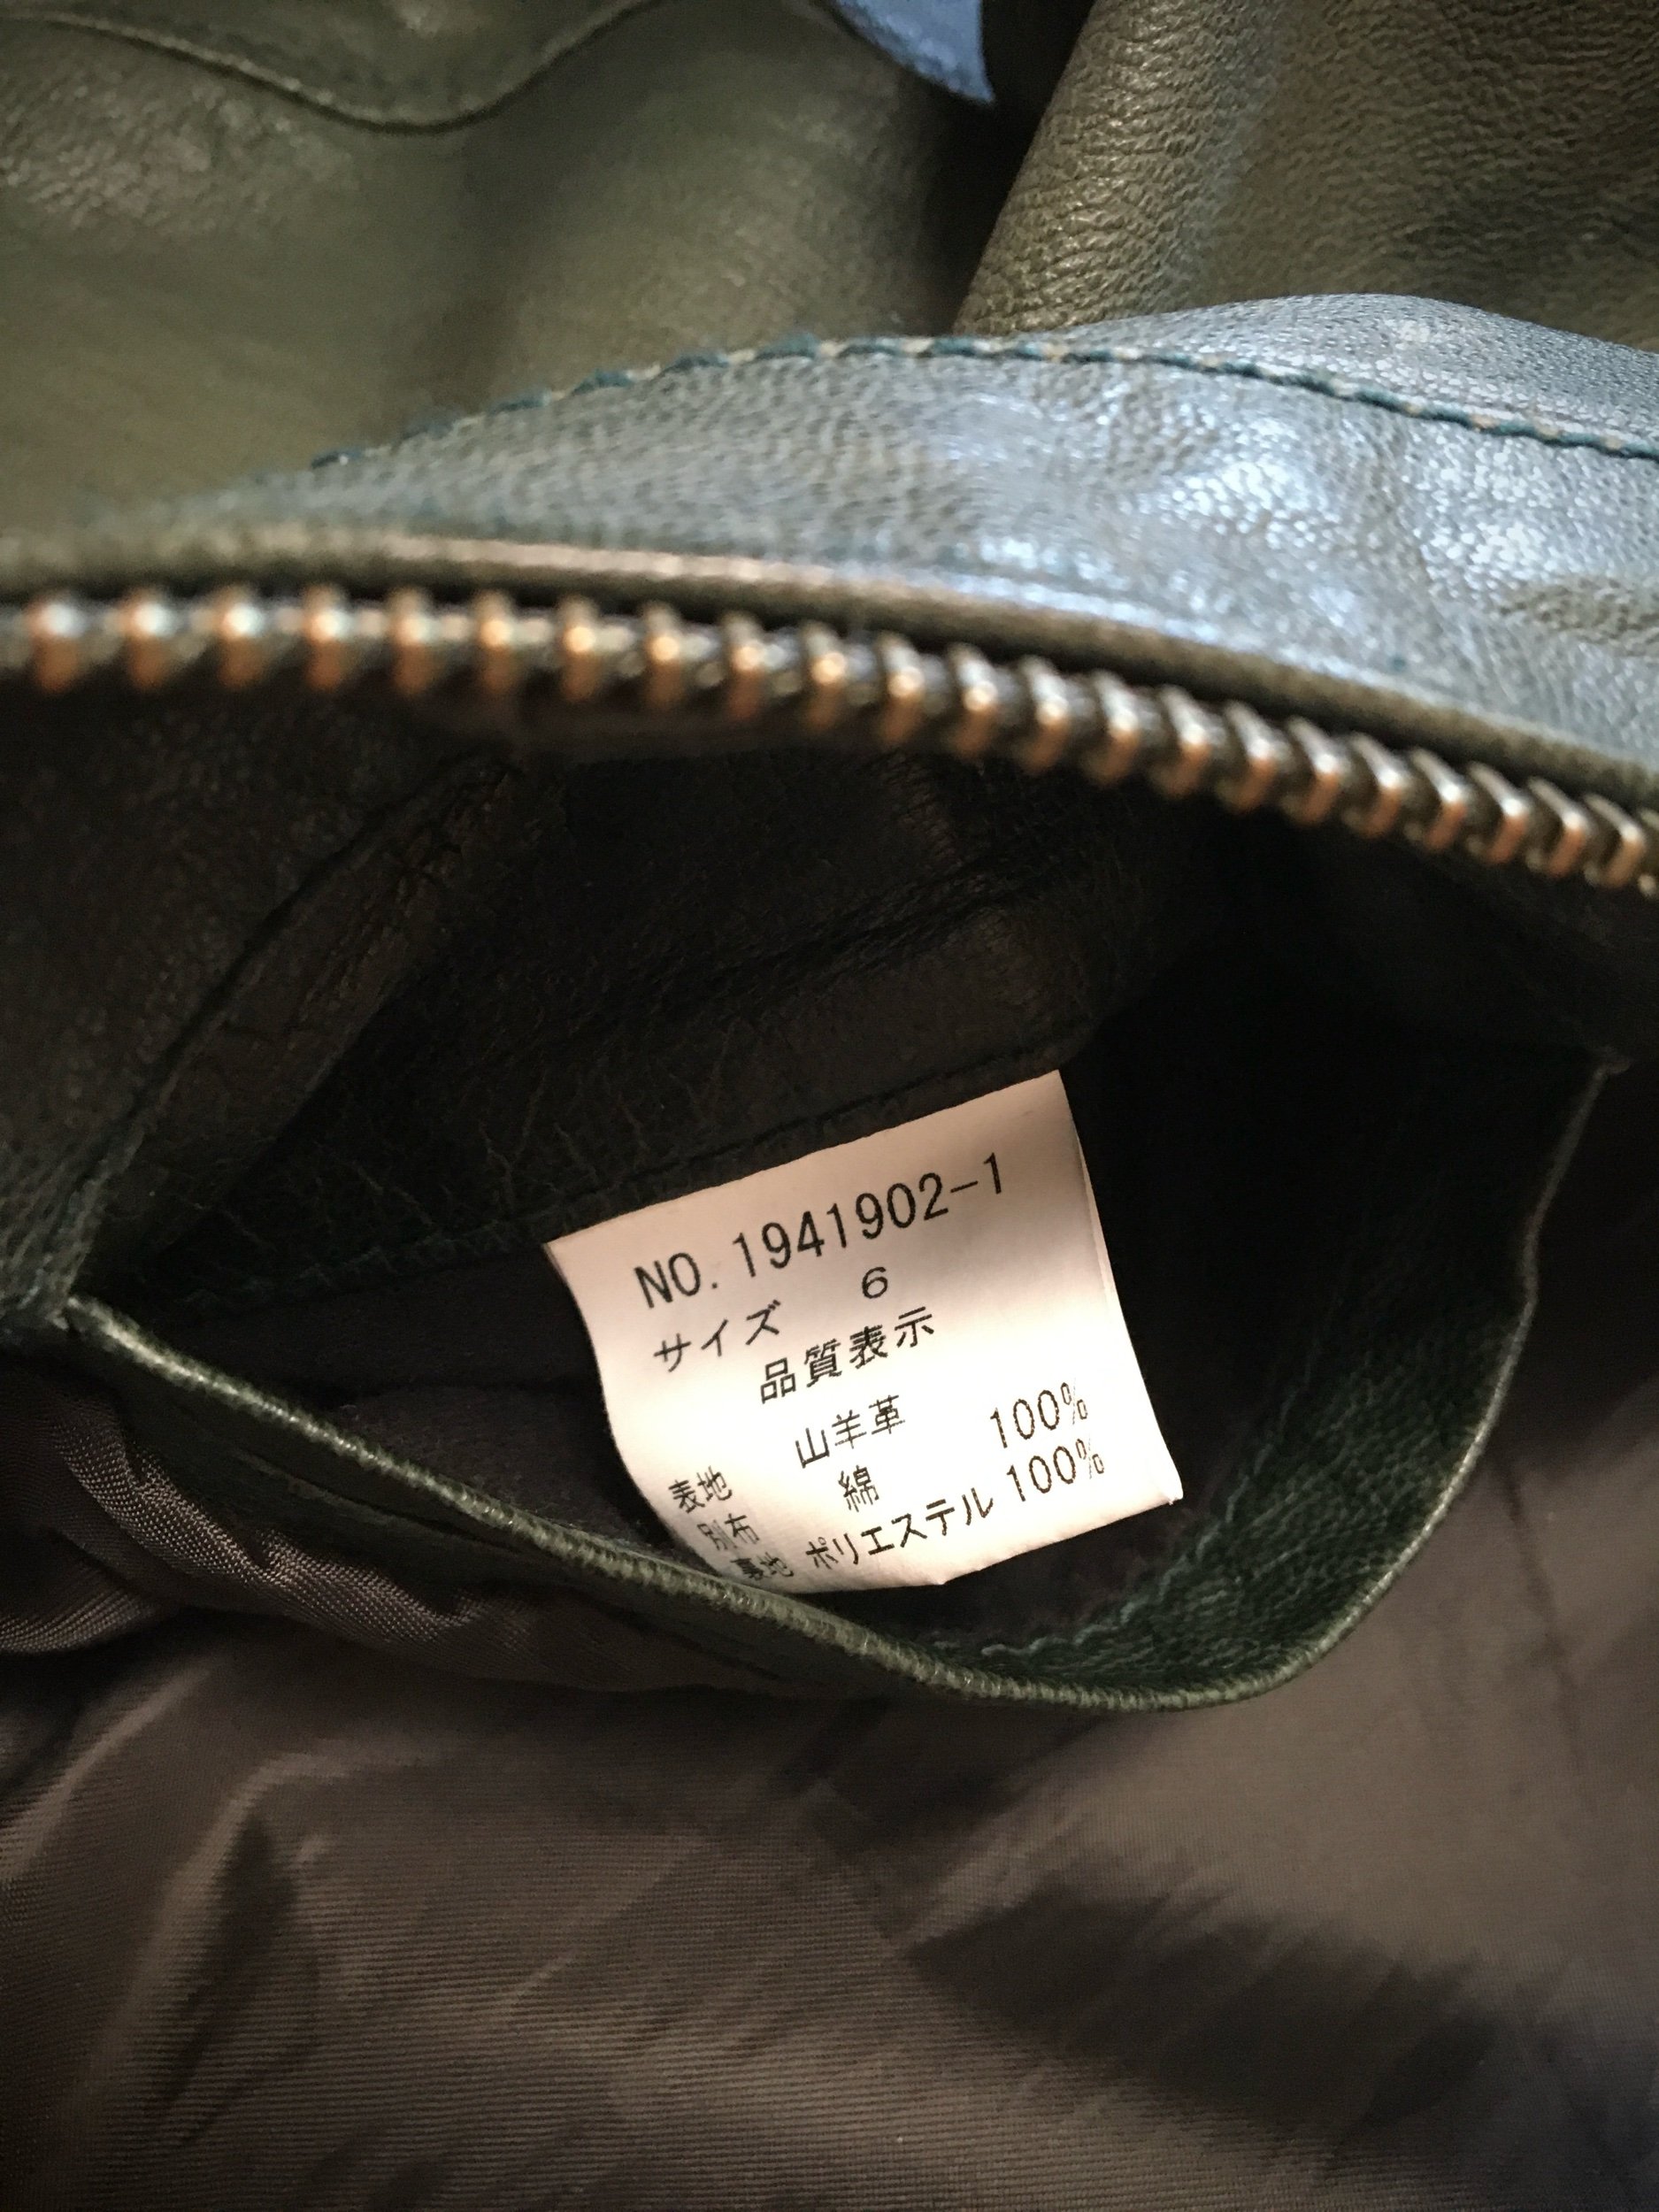 NO. 1941902-1
サイズ 6
品質表示
表地 山羊革 100%
別布 綿 100%
裏地 ポリエステル 100%